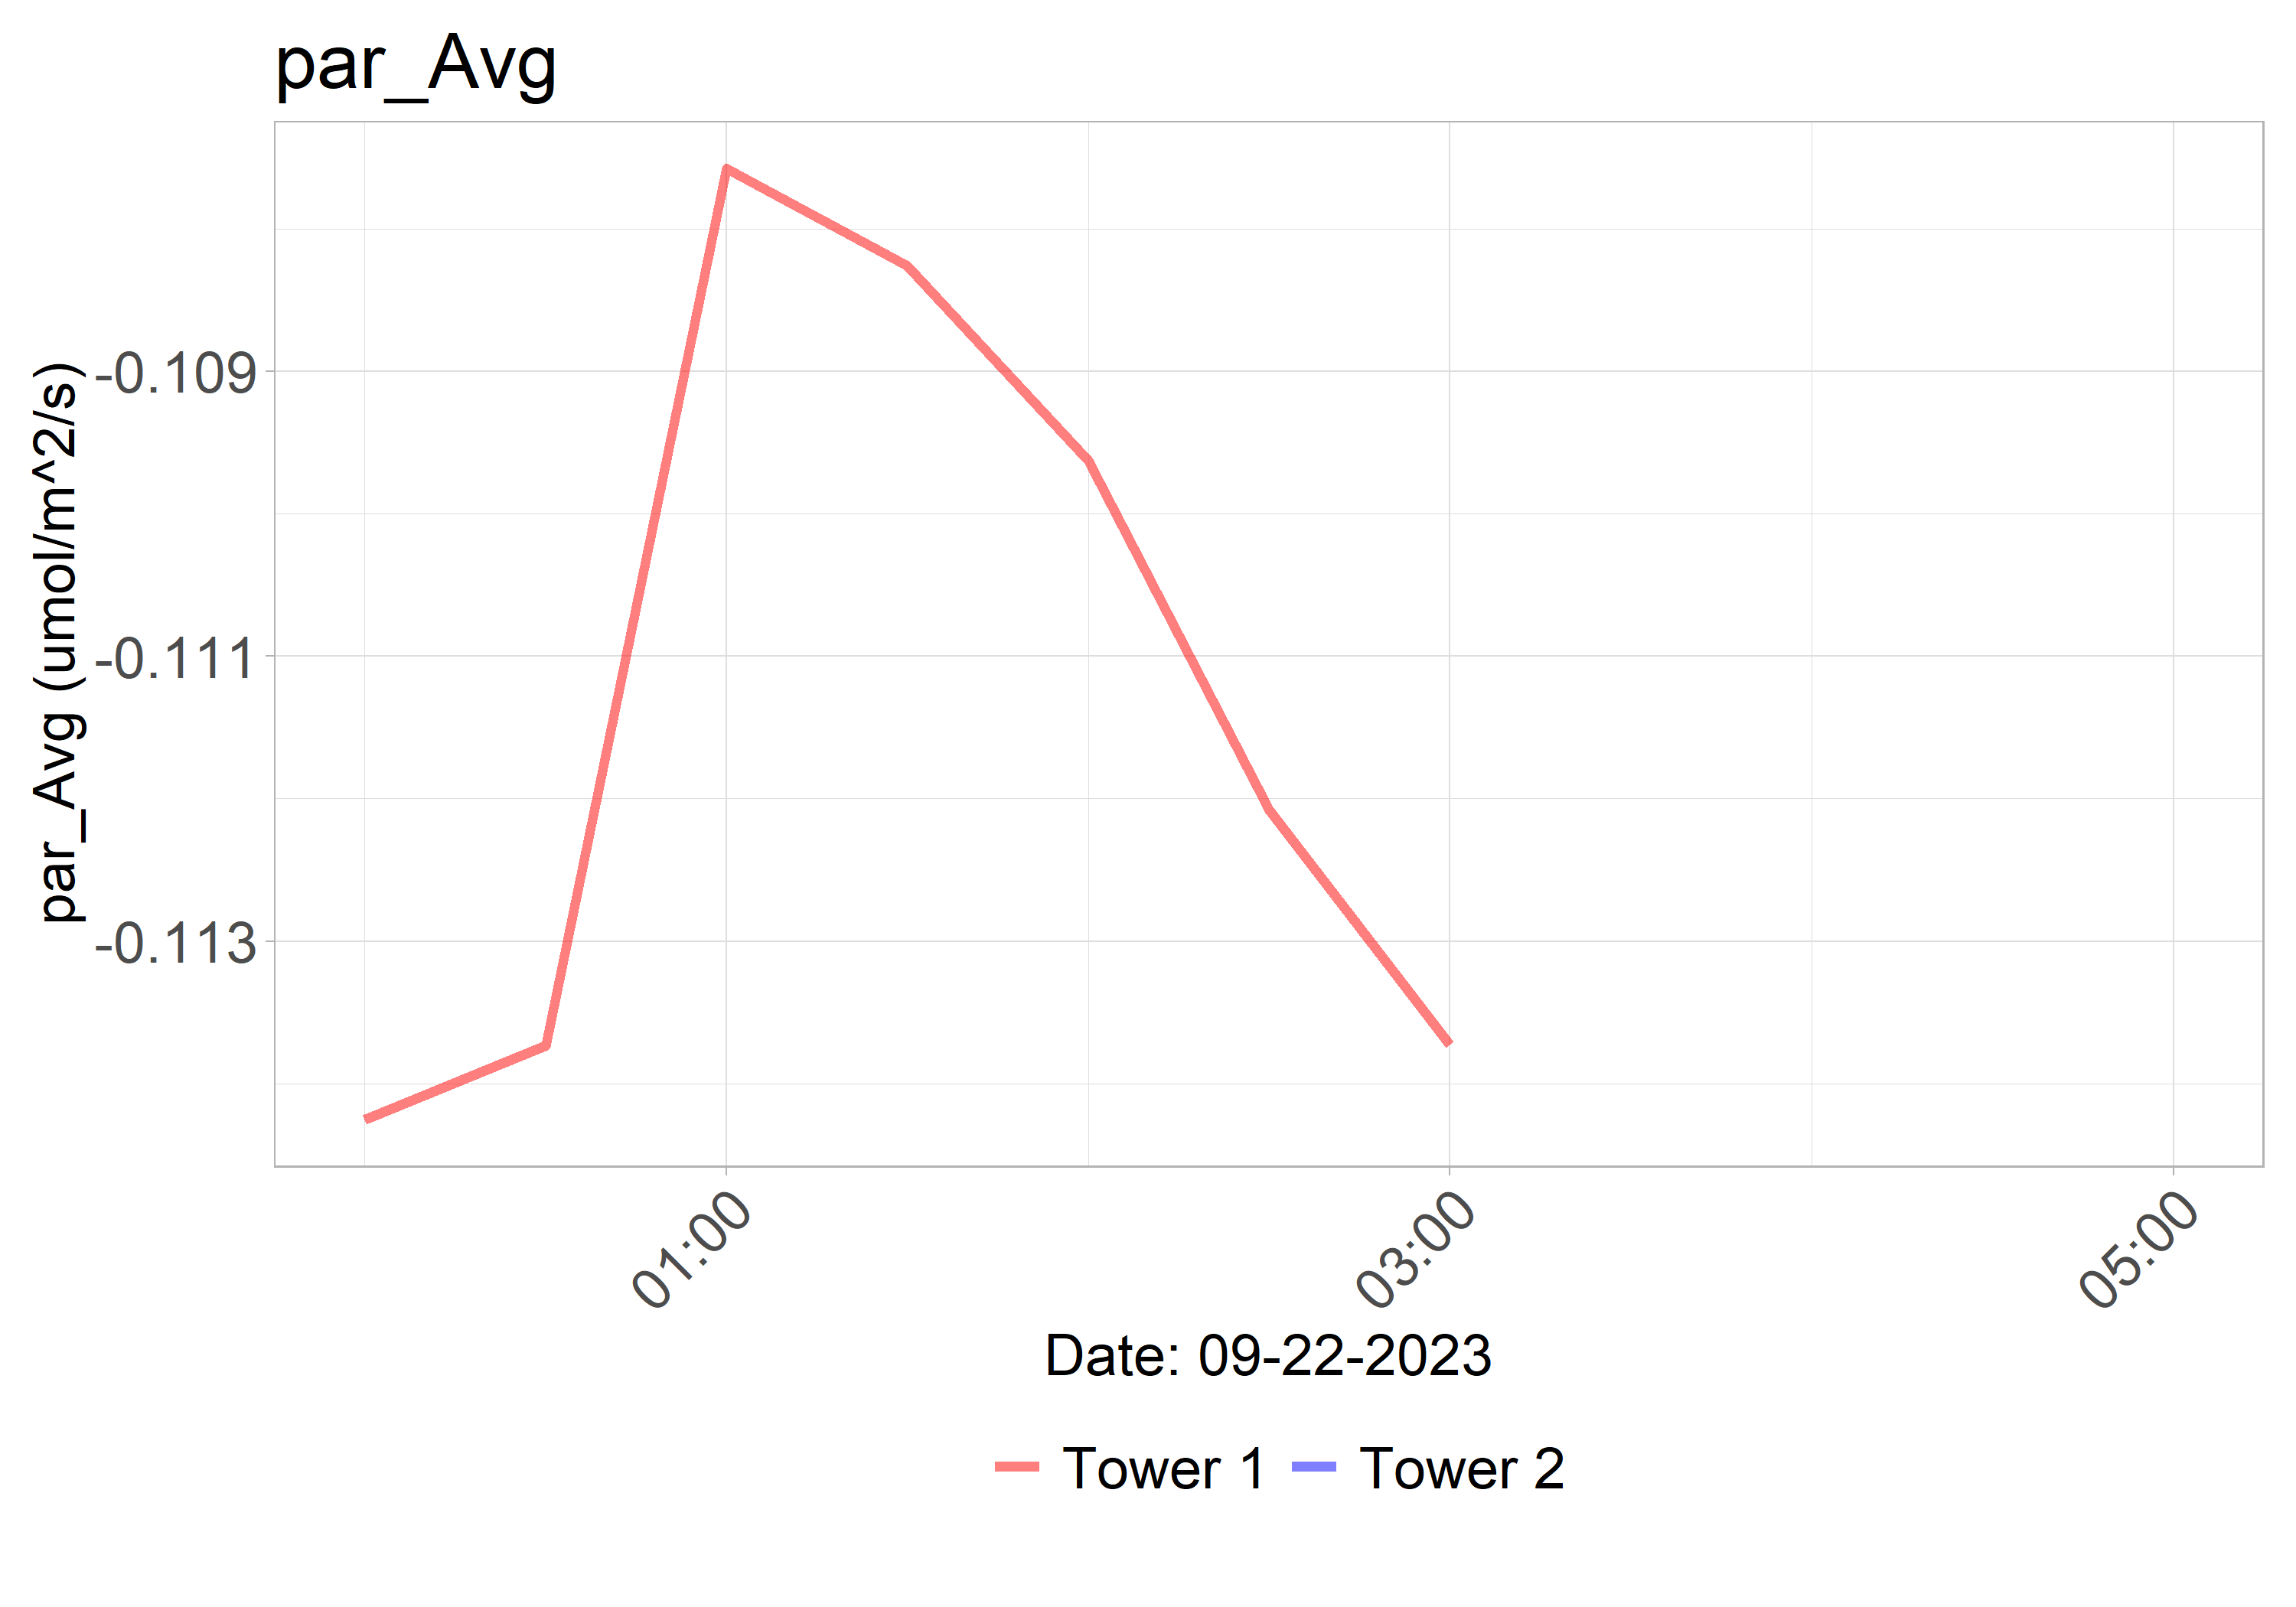 par_Avg
par_Avg (umol/m^2/s)
-0.109
-0.111
-0.113
01:00
03:00
05:00
Date: 09-22-2023
Tower 1
Tower 2